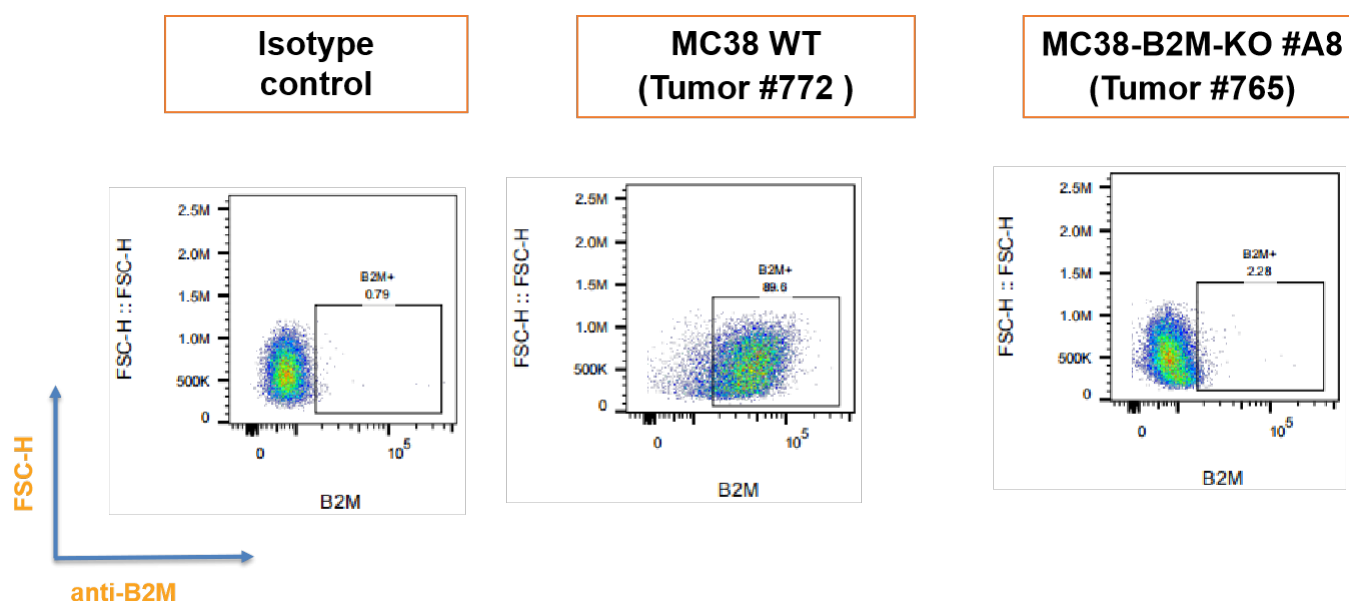 Isotype
control
MC38 WT
(Tumor #772 )
MC38-B2M-KO #A8
(Tumor #765)
FSC-H :: FSC-H
2.5M
2.0M
1.5M
1.0M
500K
0
B2M+
0.79
0
10^5
B2M
FSC-H :: FSC-H
2.5M
2.0M
1.5M
1.0M
500K
0
B2M+
89.6
0
10^5
B2M
FSC-H :: FSC-H
2.5M
2.0M
1.5M
1.0M
500K
0
B2M+
2.28
0
10^5
B2M
FSC-H
anti-B2M